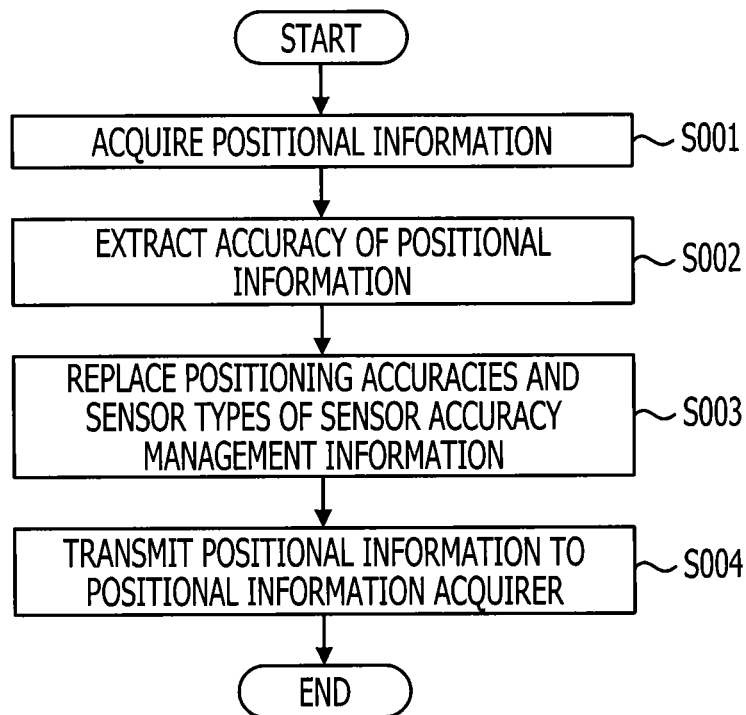 START
ACQUIRE POSITIONAL INFORMATION
S001
EXTRACT ACCURACY OF POSITIONAL
INFORMATION
S002
REPLACE POSITIONING ACCURACIES AND
SENSOR TYPES OF SENSOR ACCURACY
MANAGEMENT INFORMATION
S003
TRANSMIT POSITIONAL INFORMATION TO
POSITIONAL INFORMATION ACQUIRER
S004
END